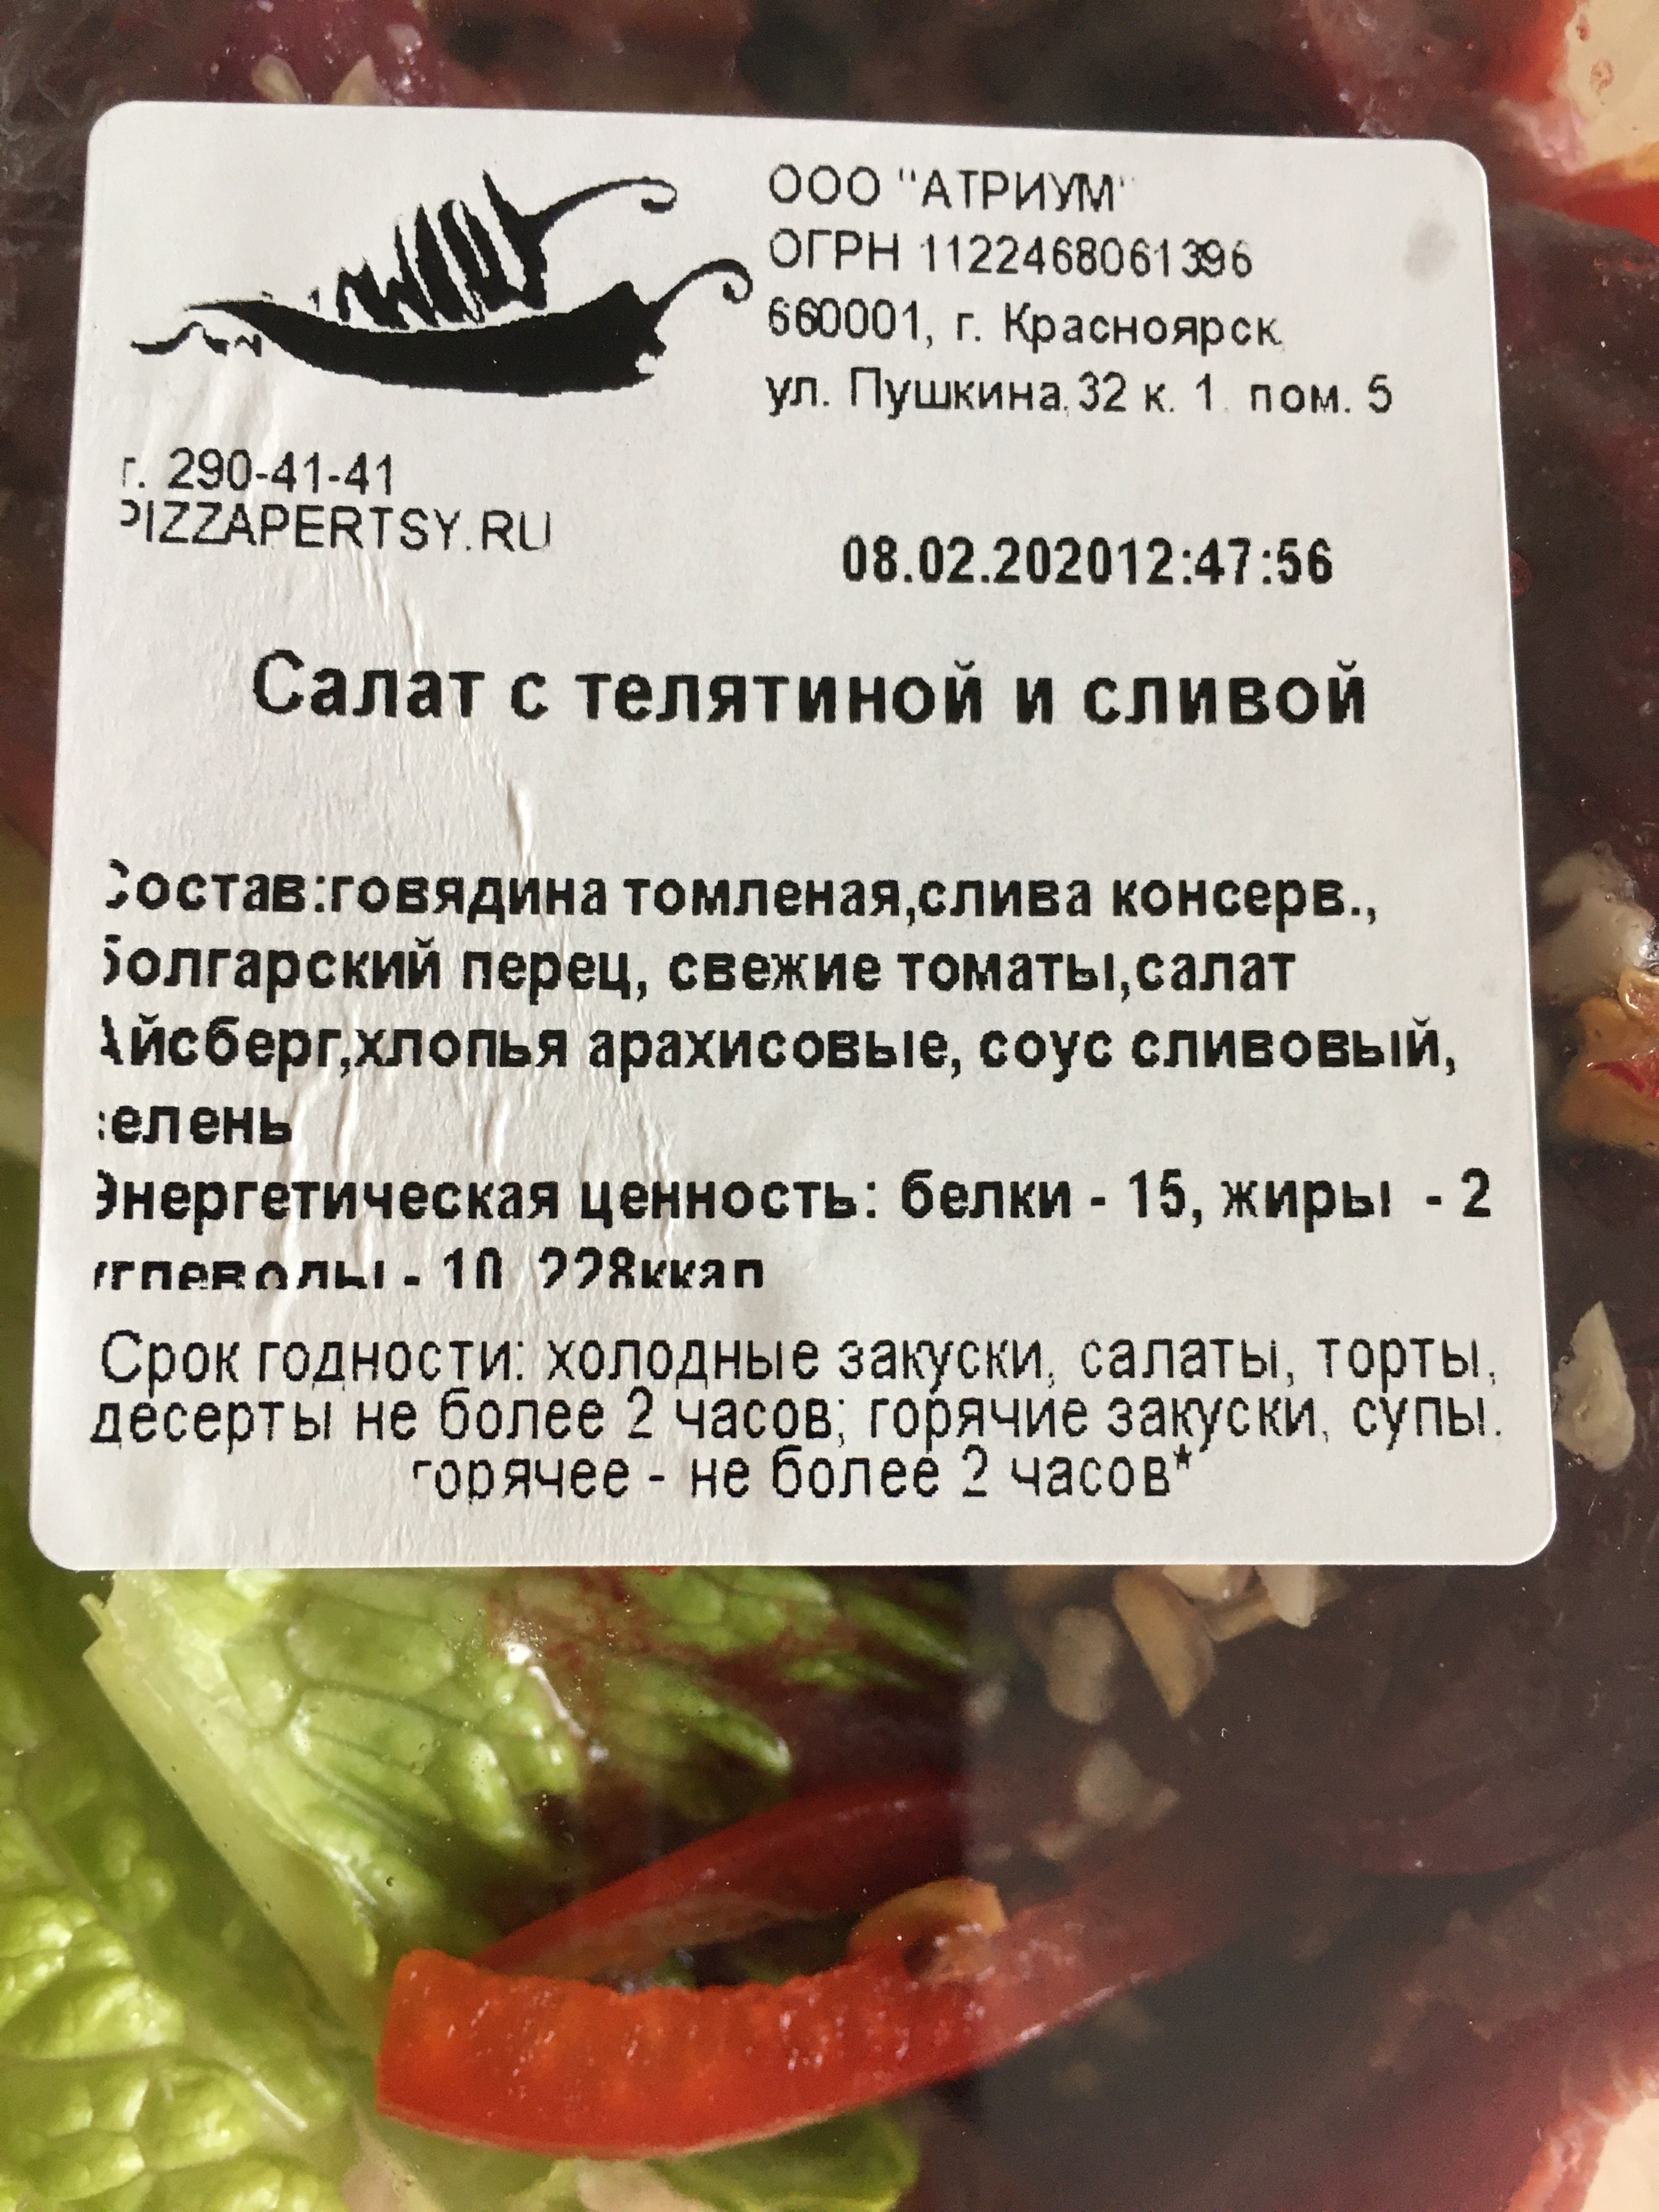 ООО "АТРИУМ"
ОГРН 1122468061396
660001, г. Красноярск,
ул. Пушкина, 32 к. 1, пом. 5
т. 290-41-41
PIZZAPERTSY.RU
08.02.202012:47:56
Салат с телятиной и сливой
Состав:говядина томленая,слива консерв.,
болгарский перец, свежие томаты,салат
Айсберг,хлопья арахисовые, соус сливовый,
зелень
Энергетическая ценность: белки - 15, жиры - 2
углеводы - 10, 228ккал
Срок годности: холодные закуски, салаты, торты,
десерты не более 2 часов; горячие закуски, супы,
горячее - не более 2 часов*